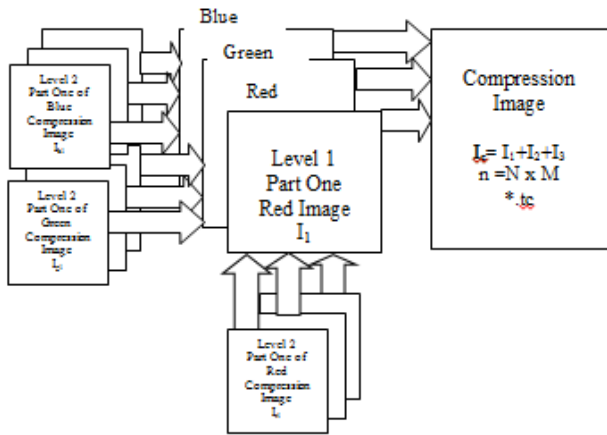 Blue
Green
Red
Level 1
Part One
Red Image
I1
Level 2
Part One of
Blue
Compression
Image
Level 2
Part One of
Green
Compression
Image
Level 2
Part One of
Red
Compression
Image
Compression
Image
= I1+I2+I3
n =N x M
*.tc